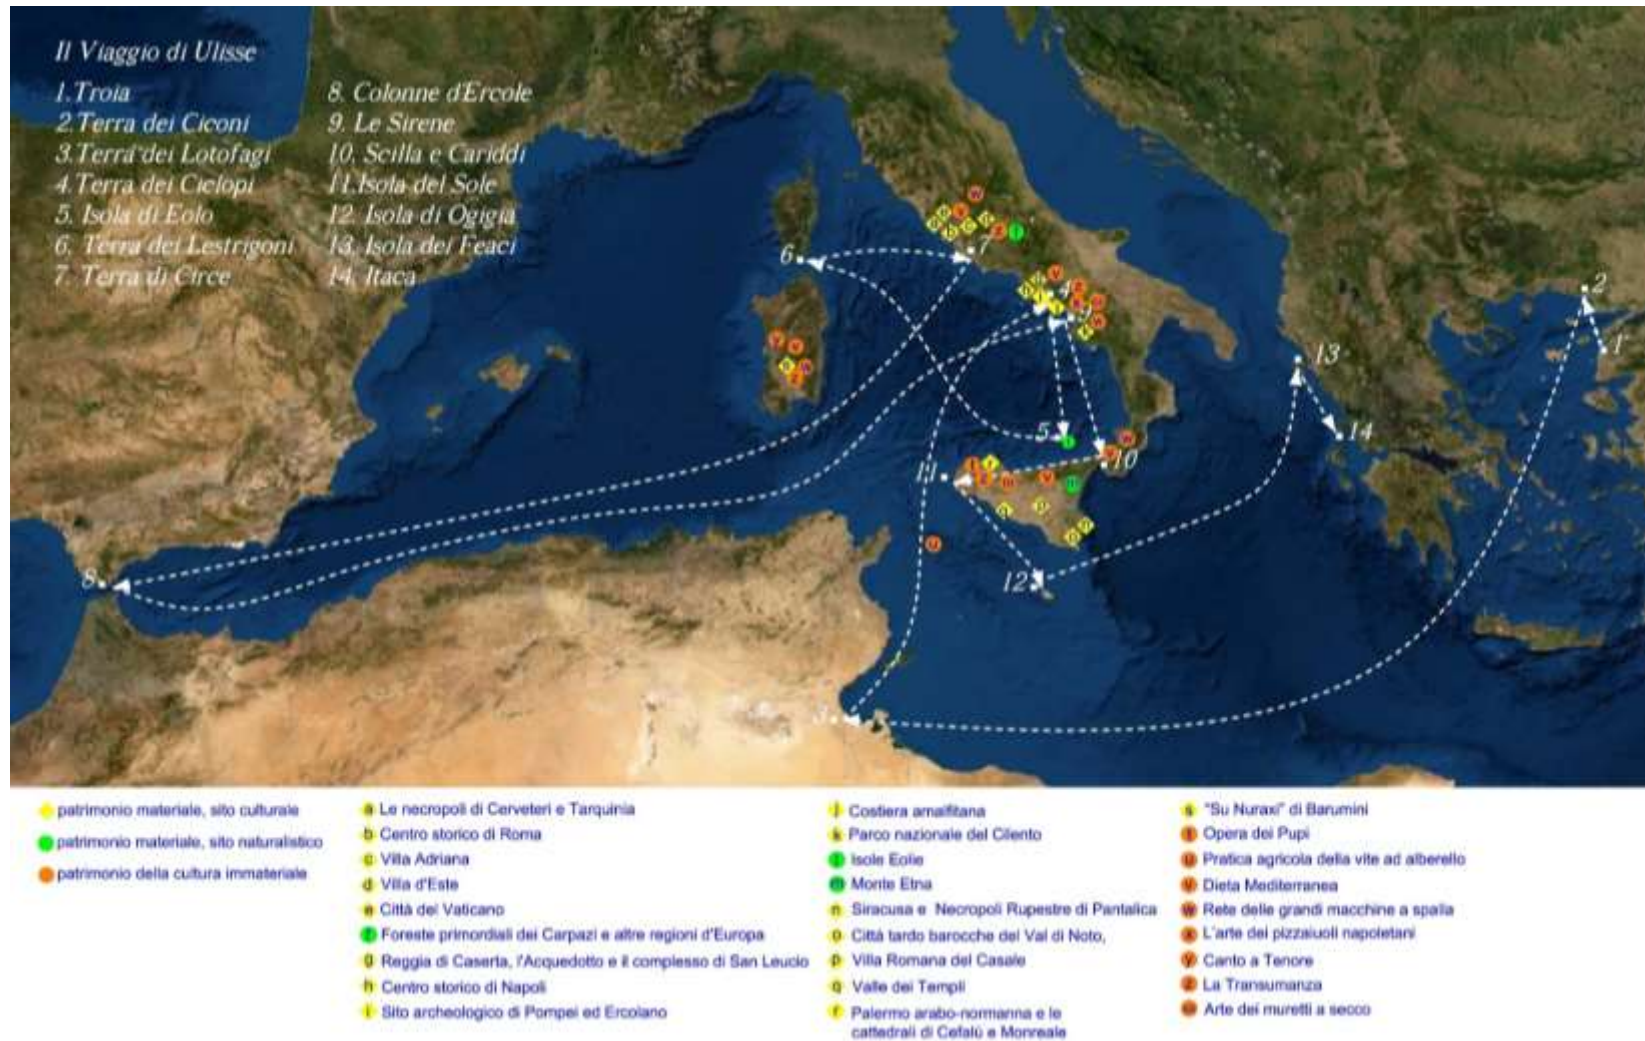 Il Viaggio di Ulisse
1.Troia
2.Terra dei Ciconi
3.Terra dei Lotofagi
4.Terra dei Ciclopi
5. Isola di Eolo
6. Terra dei Lestrigoni
7. Terra di Circe
8. Colonne d'Ercole
9. Le Sirene
10. Scilla e Cariddi
11.Isola del Sole
12. Isola di Ogigia
13. Isola dei Feaci
14. Itaca
6
7
2
1
13
14
5
10
11
12
8
3
patrimonio materiale, sito culturale
patrimonio materiale, sito naturalistico
patrimonio della cultura immateriale
a Le necropoli di Cerveteri e Tarquinia
b Centro storico di Roma
c Villa Adriana
d Villa d'Este
e Città del Vaticano
f Foreste primordiali dei Carpazi e altre regioni d'Europa
g Reggia di Caserta, l'Acquedotto e il complesso di San Leucio
h Centro storico di Napoli
i Sito archeologico di Pompei ed Ercolano
j Costiera amalfitana
k Parco nazionale del Cilento
l Isole Eolie
m Monte Etna
n Siracusa e Necropoli Rupestre di Pantalica
o Città tardo barocche del Val di Noto,
p Villa Romana del Casale
q Valle dei Templi
r Palermo arabo-normanna e le
cattedrali di Cefalù e Monreale
s "Su Nuraxi" di Barumini
t Opera dei Pupi
u Pratica agricola della vite ad alberello
v Dieta Mediterranea
w Rete delle grandi macchine a spalla
x L'arte dei pizzaiuoli napoletani
y Canto a Tenore
z La Transumanza
Arte dei muretti a secco